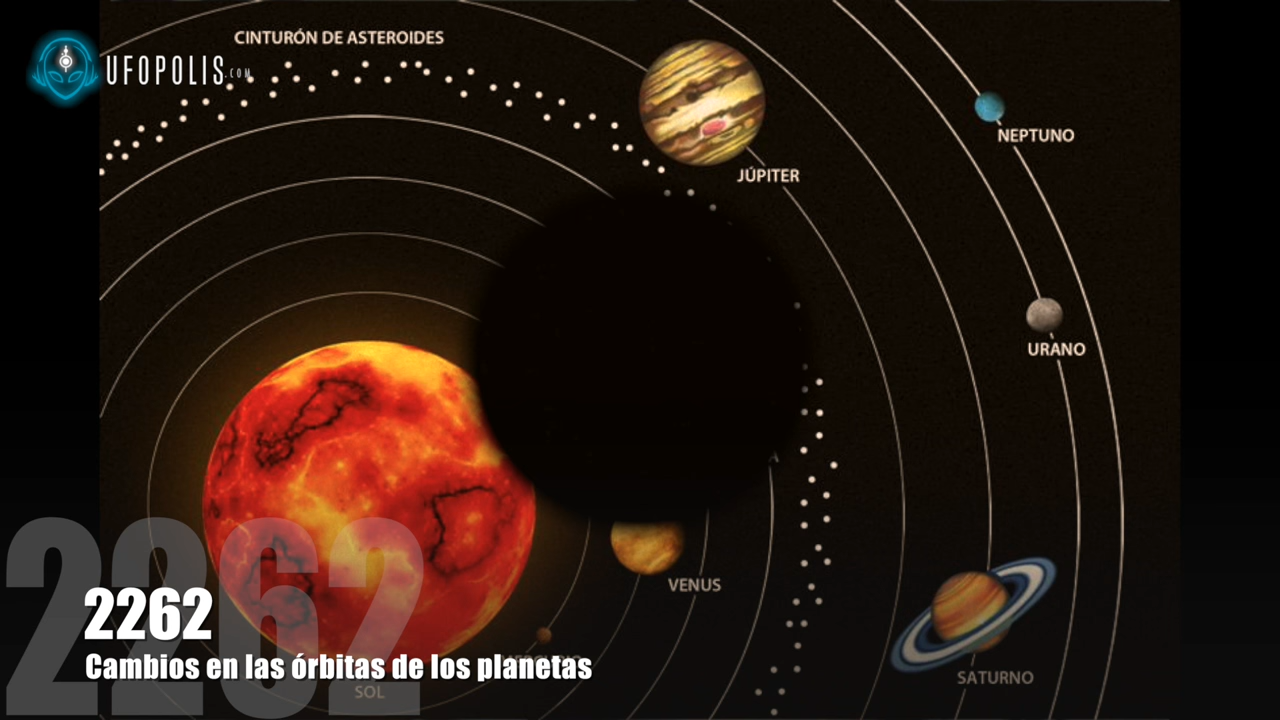 CINTURÓN DE ASTEROIDES
UFOPOLIS.COM
NEPTUNO
JÚPITER
URANO
VENUS
2262
2262
Cambios en las órbitas de los planetas
SATURNO
SOL